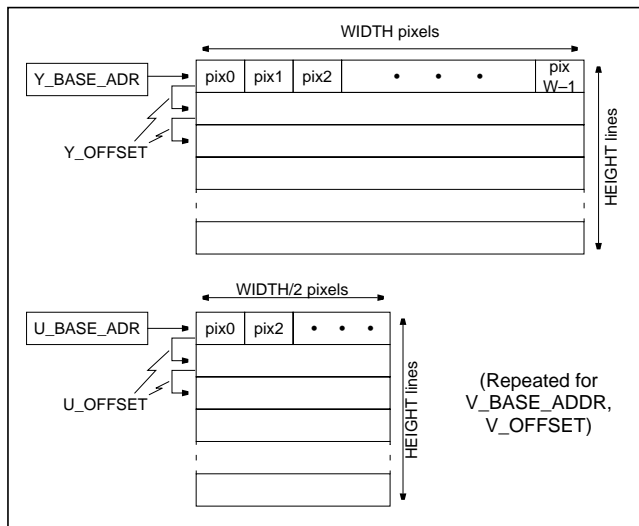 WIDTH pixels
Y_BASE_ADR
pix0 pix1 pix2 • • • pix W–1
Y_OFFSET
HEIGHT lines
WIDTH/2 pixels
U_BASE_ADR
pix0 pix2 • • •
U_OFFSET
HEIGHT lines
(Repeated for
V_BASE_ADDR,
V_OFFSET)